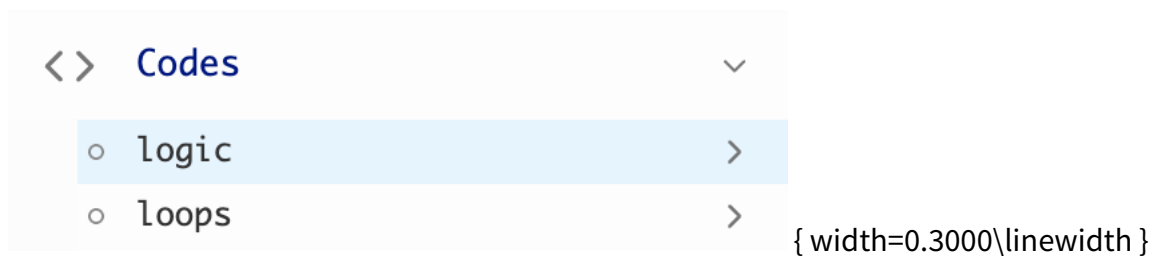 <> Codes
logic
loops
{ width=0.3000\linewidth }